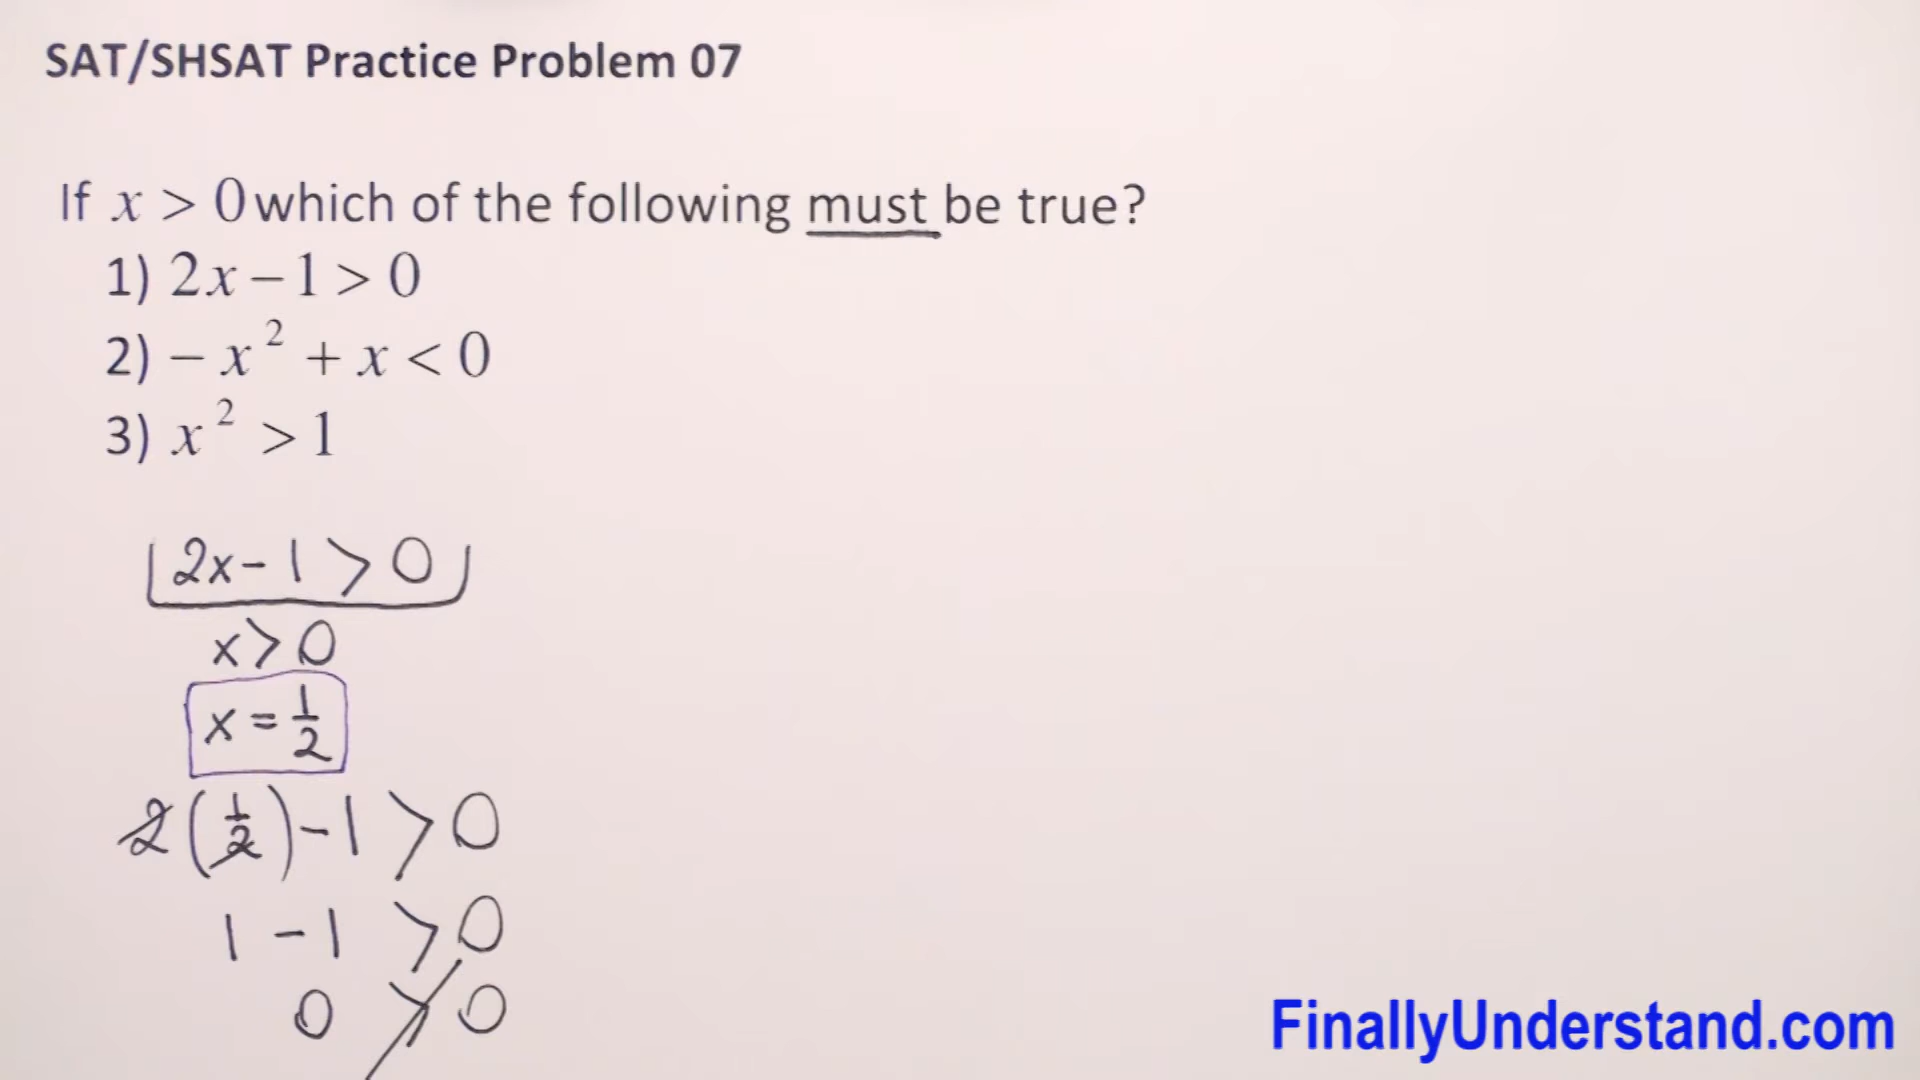 SAT/SHSAT Practice Problem 07
If x > 0 which of the following must be true?
1) 2x – 1 > 0
2) – x² + x < 0
3) x² > 1
2x - 1 > 0
x > 0
x = 1/2
2(1/2) - 1 > 0
1 - 1 > 0
0 > 0
FinallyUnderstand.com